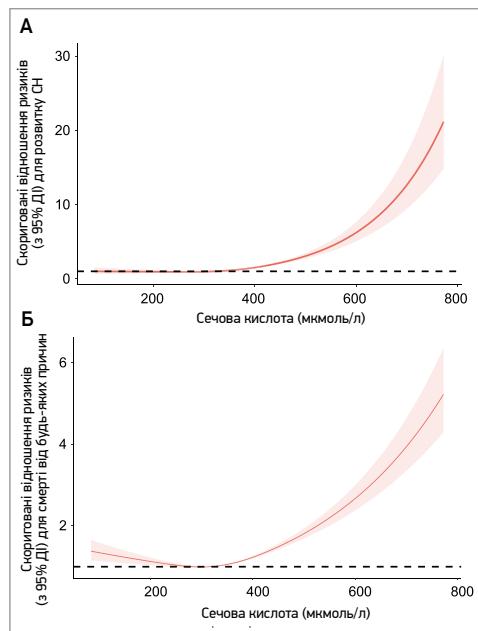 А
Скориговані відношення ризиків
(з 95% ДІ) для розвитку СН
30
20
10
0
200
400
600
800
Сечова кислота (мкмоль/л)
Б
Скориговані відношення ризиків
(з 95% ДІ) для смерті від будь-яких причин
6
4
2
200
400
600
800
Сечова кислота (мкмоль/л)